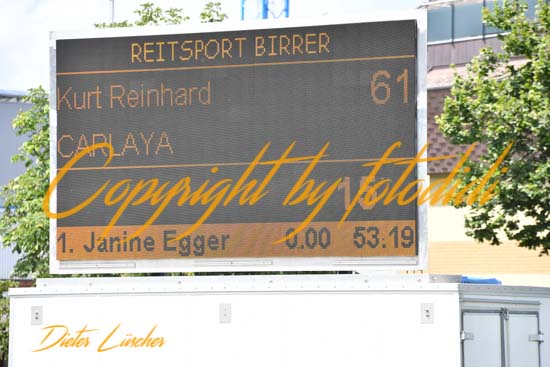 REITSPORT BIRRER
Kurt Reinhard 61
CARLAYA
Copyright by fotodidi
1. Janine Egger 0.00 53.19
Dieter Lüscher